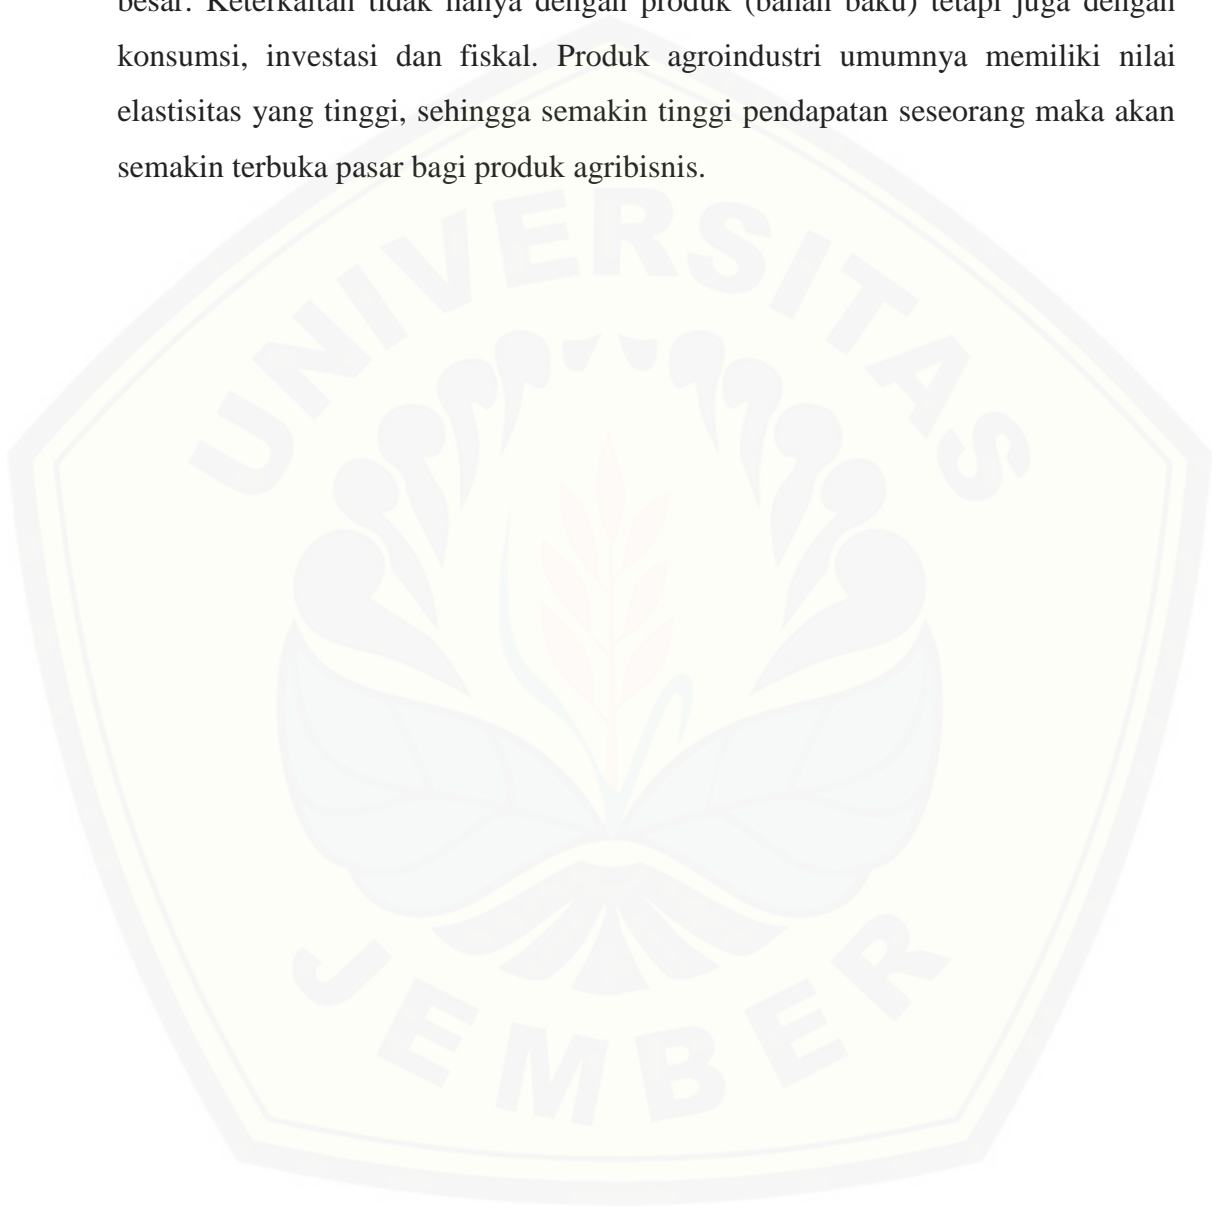 besar. Keterkaitan tidak hanya dengan produk (bahan baku) tetapi juga dengan
konsumsi, investasi dan fiskal. Produk agroindustri umumnya memiliki nilai
elastisitas yang tinggi, sehingga semakin tinggi pendapatan seseorang maka akan
semakin terbuka pasar bagi produk agribisnis.
UNIVERSITAS
JEMBER